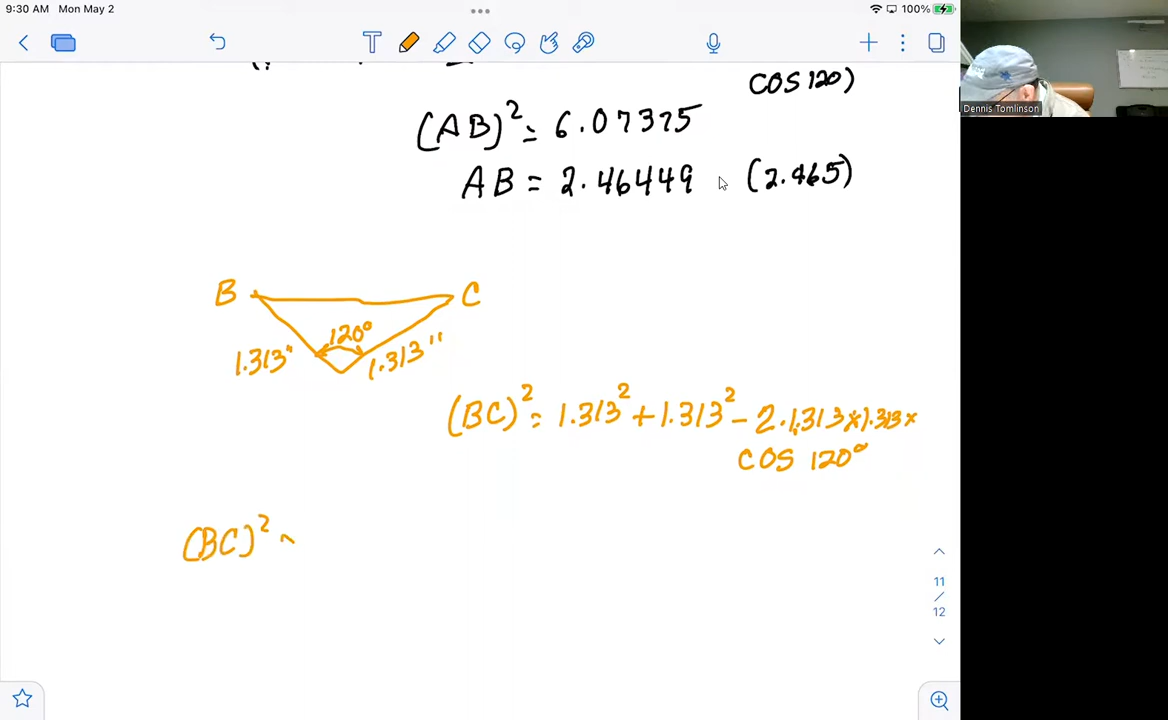 9:30 AM Mon May 2
100%
Dennis Tomlinson
COS 120)
(AB)² = 6.07375
AB = 2.46449 (2.465)
B C
120°
1.313" 1.313"
(BC)² = 1.313² + 1.313² - 2.1.313 × 1.313 ×
COS 120°
(BC)²
11
/
12